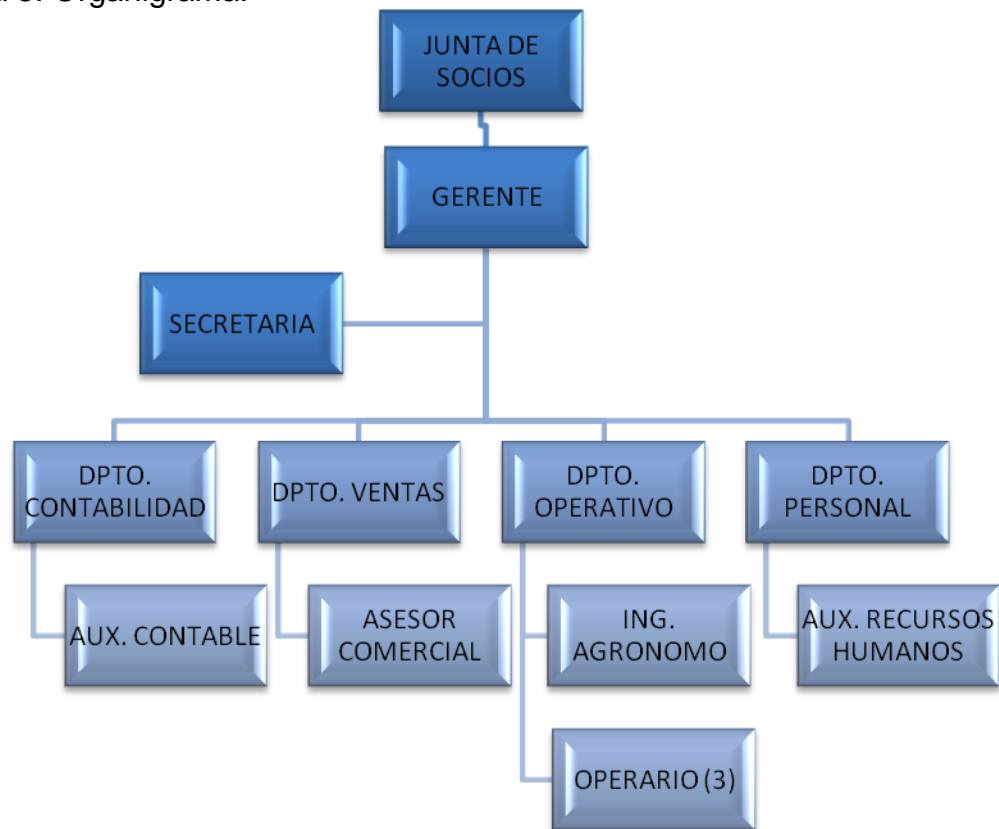 Organigrama.
JUNTA DE
SOCIOS
GERENTE
SECRETARIA
DPTO.
CONTABILIDAD
DPTO. VENTAS
DPTO.
OPERATIVO
DPTO.
PERSONAL
AUX. CONTABLE
ASESOR
COMERCIAL
ING.
AGRONOMO
AUX. RECURSOS
HUMANOS
OPERARIO (3)